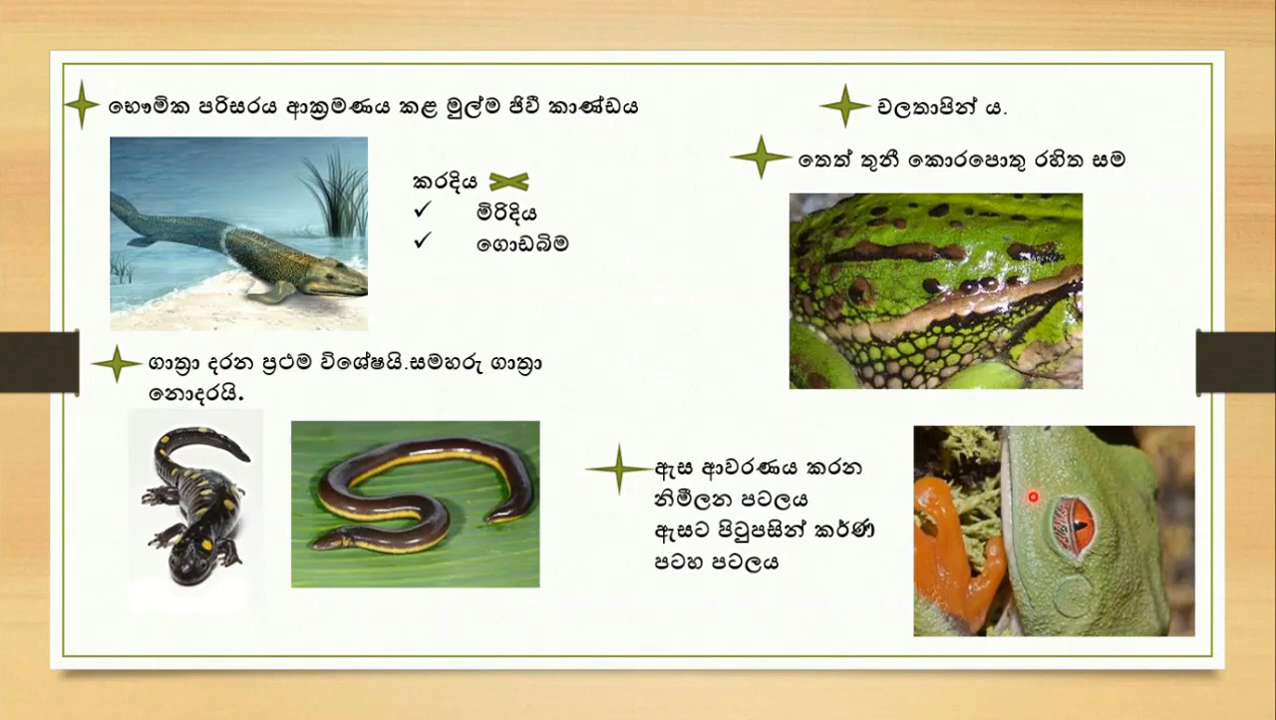 භෞමික පරිසරය ආක්‍රමණය කළ මුල්ම ජිවී කාණ්ඩය
කරදිය
✓ මිරිදිය
✓ ගොඩබිම
ගාත්‍රා දරන ප්‍රථම විශේෂයි.සමහරු ගාත්‍රා
නොදරයි.
චලතාපින් ය.
තෙත් තුනී කොරපොතු රහිත සම
ඇස ආවරණය කරන
නිමීලන පටලය
ඇසට පිටුපසින් කර්ණ
පටහ පටලය